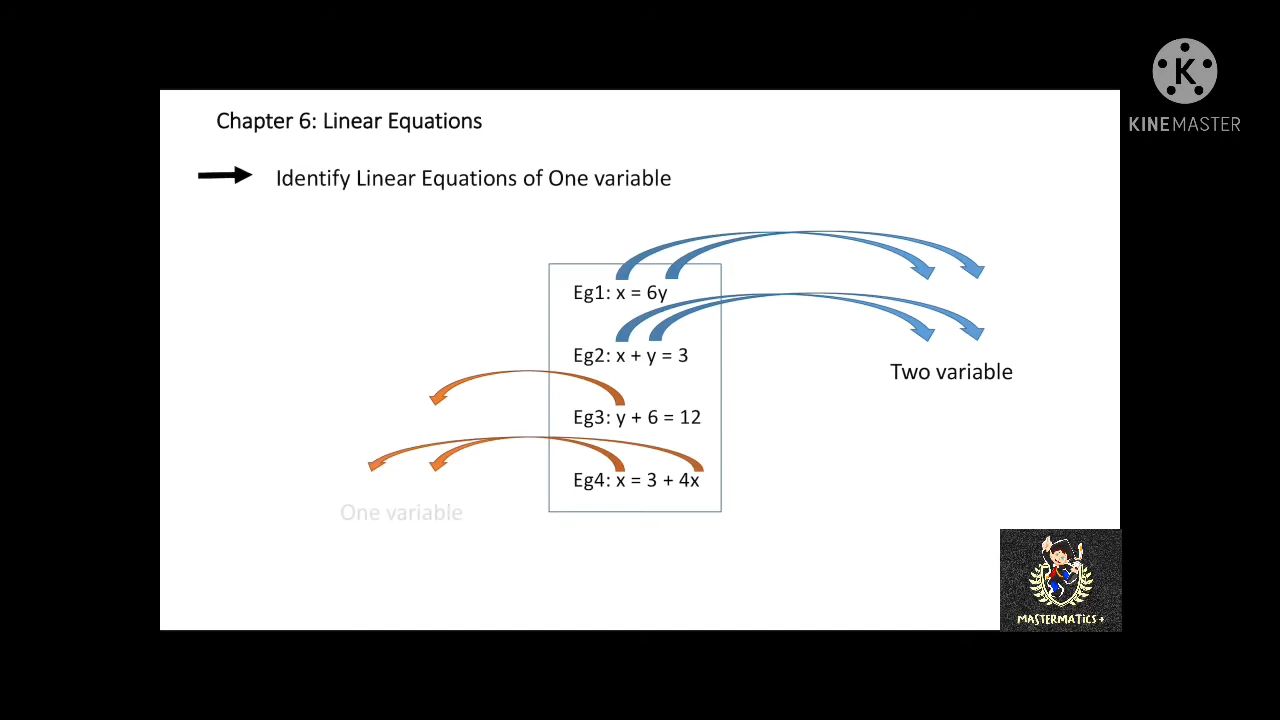 K
KINEMASTER
Chapter 6: Linear Equations
Identify Linear Equations of One variable
Eg1: x = 6y
Eg2: x + y = 3
Two variable
Eg3: y + 6 = 12
Eg4: x = 3 + 4x
One variable
MASTERMATiCS +